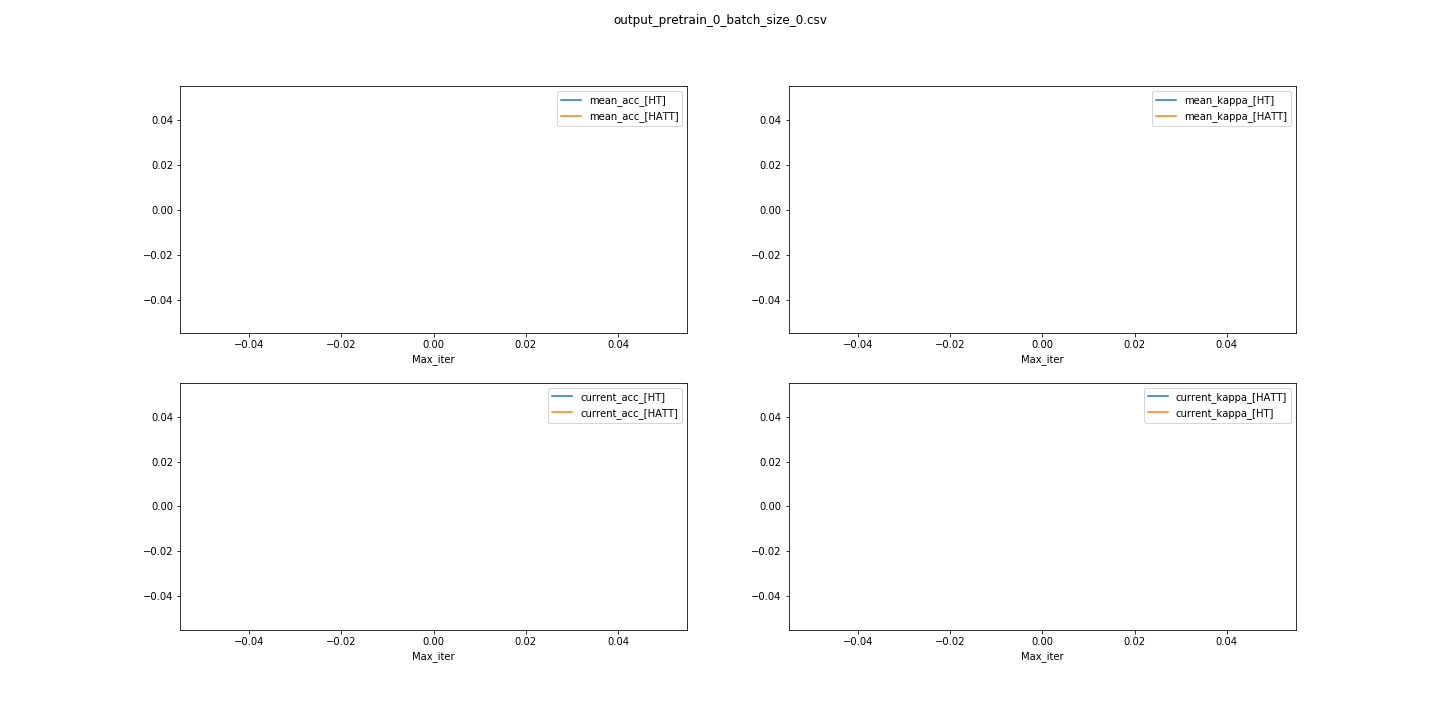 output_pretrain_0_batch_size_0.csv
mean_acc_[HT]
mean_acc_[HATT]
0.04
0.02
0.00
−0.02
−0.04
−0.04 −0.02 0.00 0.02 0.04
Max_iter
mean_kappa_[HT]
mean_kappa_[HATT]
0.04
0.02
0.00
−0.02
−0.04
−0.04 −0.02 0.00 0.02 0.04
Max_iter
current_acc_[HT]
current_acc_[HATT]
0.04
0.02
0.00
−0.02
−0.04
−0.04 −0.02 0.00 0.02 0.04
Max_iter
current_kappa_[HATT]
current_kappa_[HT]
0.04
0.02
0.00
−0.02
−0.04
−0.04 −0.02 0.00 0.02 0.04
Max_iter